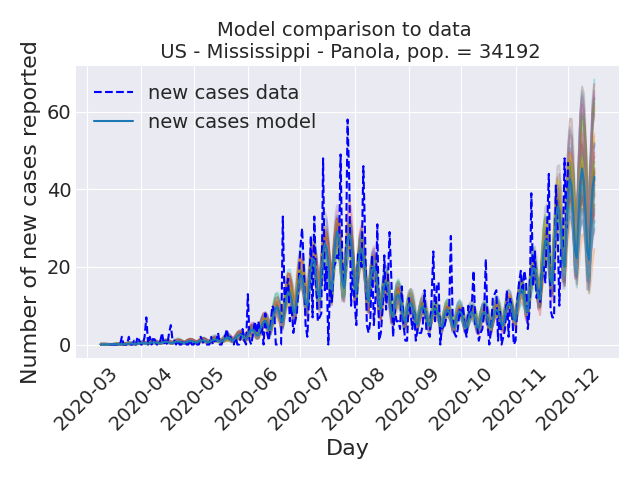 Model comparison to data
US - Mississippi - Panola, pop. = 34192
Number of new cases reported
new cases data
new cases model
60
40
20
0
2020-03
2020-04
2020-05
2020-06
2020-07
2020-08
2020-09
2020-10
2020-11
2020-12
Day